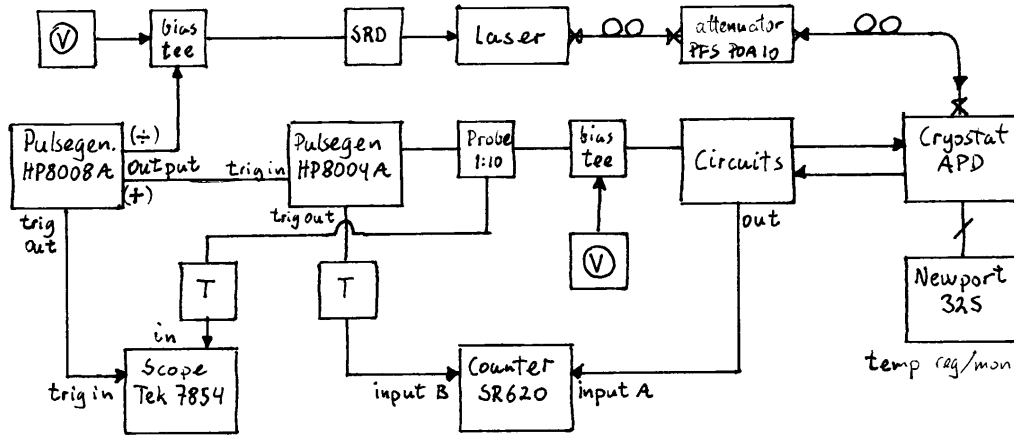 V
bias
tee
SRD
Laser
attenuator
PFS PDA10
Pulsegen.
HP8008A
(÷)
output
(+)
trig
out
trig in
Pulsegen
HP8004A
trig out
Probe
1:10
bias
tee
V
Circuits
out
Cryostat
APD
Newport
325
temp reg/mon
T
T
in
Scope
Tek 7854
trig in
input B
Counter
SR620
input A